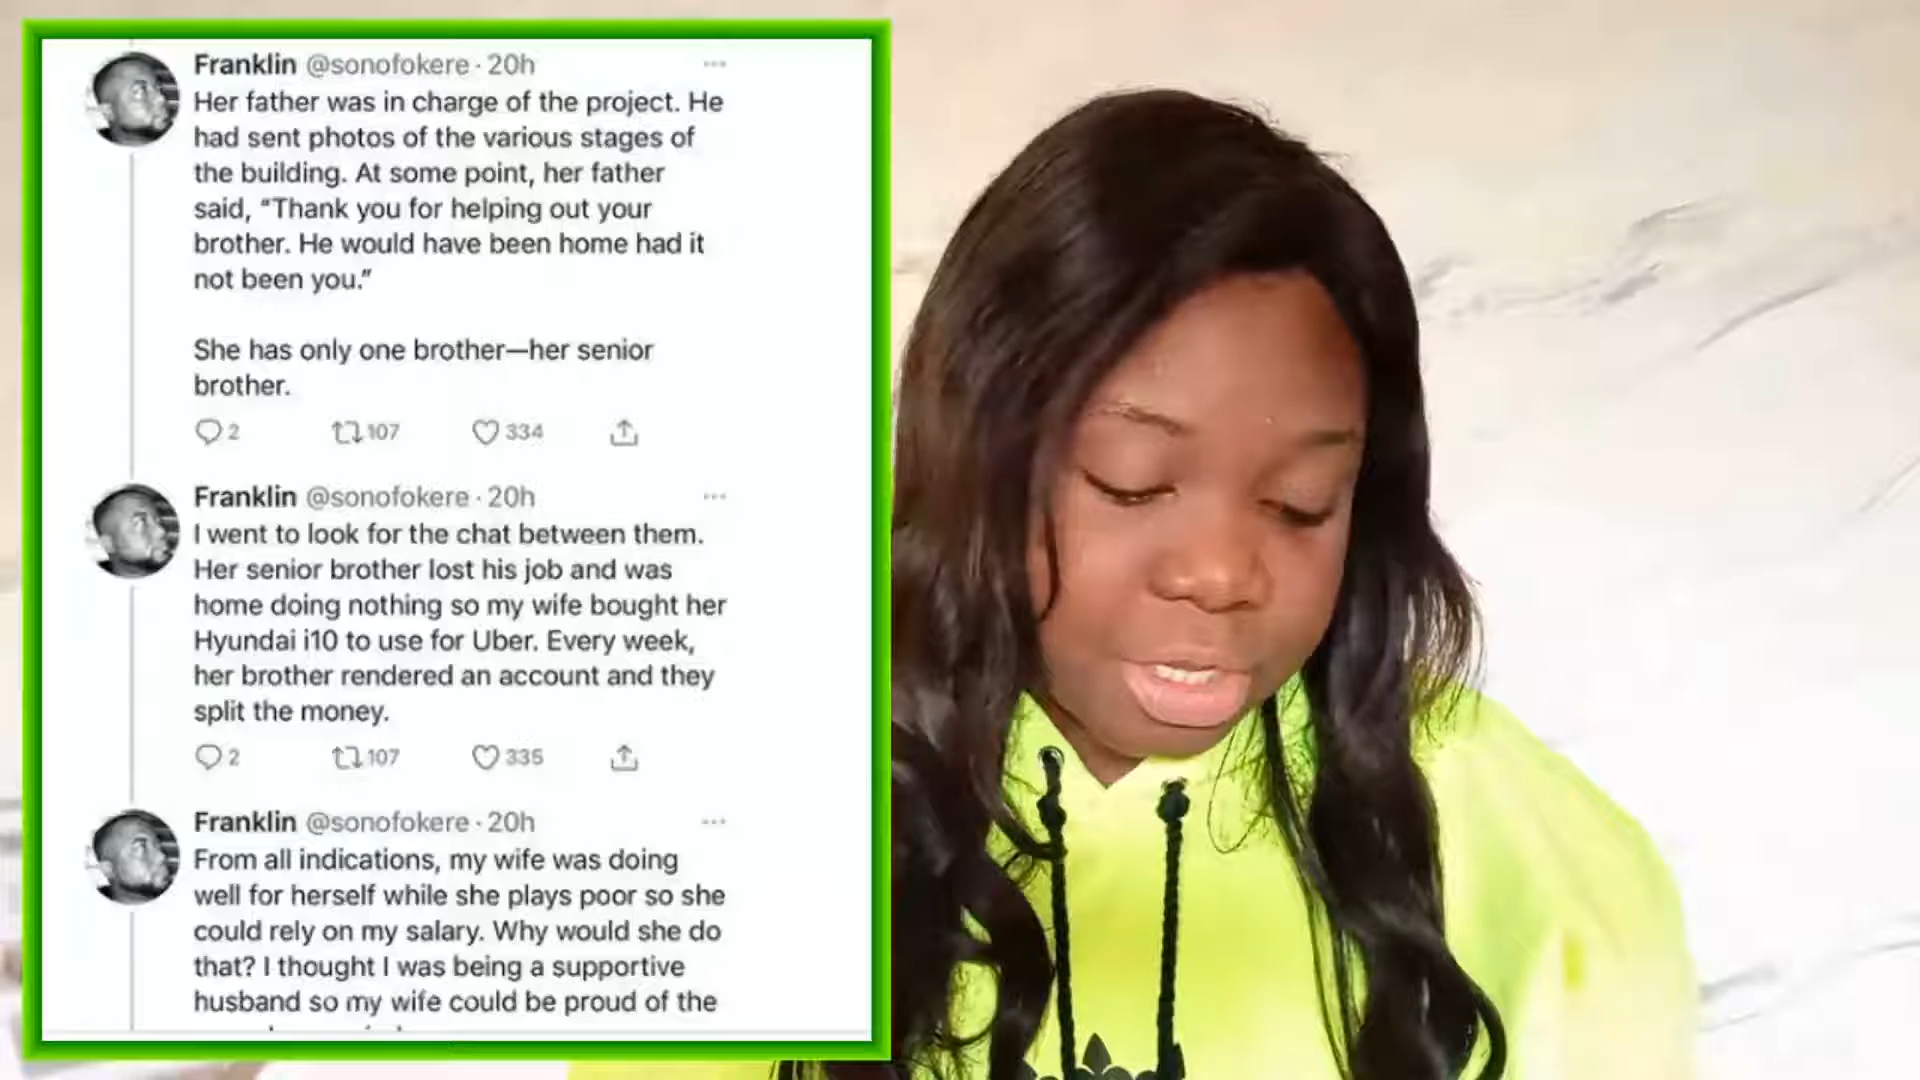 Franklin @sonofokere · 20h
Her father was in charge of the project. He
had sent photos of the various stages of
the building. At some point, her father
said, “Thank you for helping out your
brother. He would have been home had it
not been you.”
She has only one brother—her senior
brother.
2 107 334
Franklin @sonofokere · 20h
I went to look for the chat between them.
Her senior brother lost his job and was
home doing nothing so my wife bought her
Hyundai i10 to use for Uber. Every week,
her brother rendered an account and they
split the money.
2 107 335
Franklin @sonofokere · 20h
From all indications, my wife was doing
well for herself while she plays poor so she
could rely on my salary. Why would she do
that? I thought I was being a supportive
husband so my wife could be proud of the